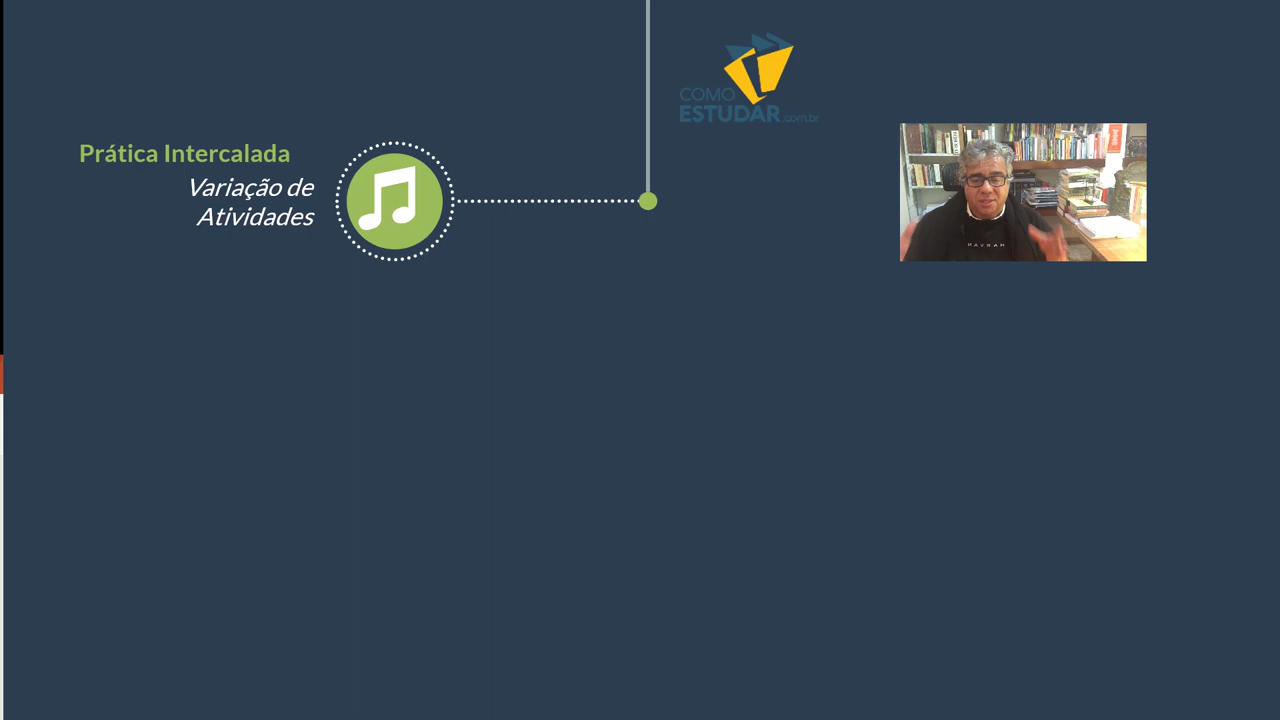 COMO
ESTUDAR.com.br
Prática Intercalada
Variação de
Atividades